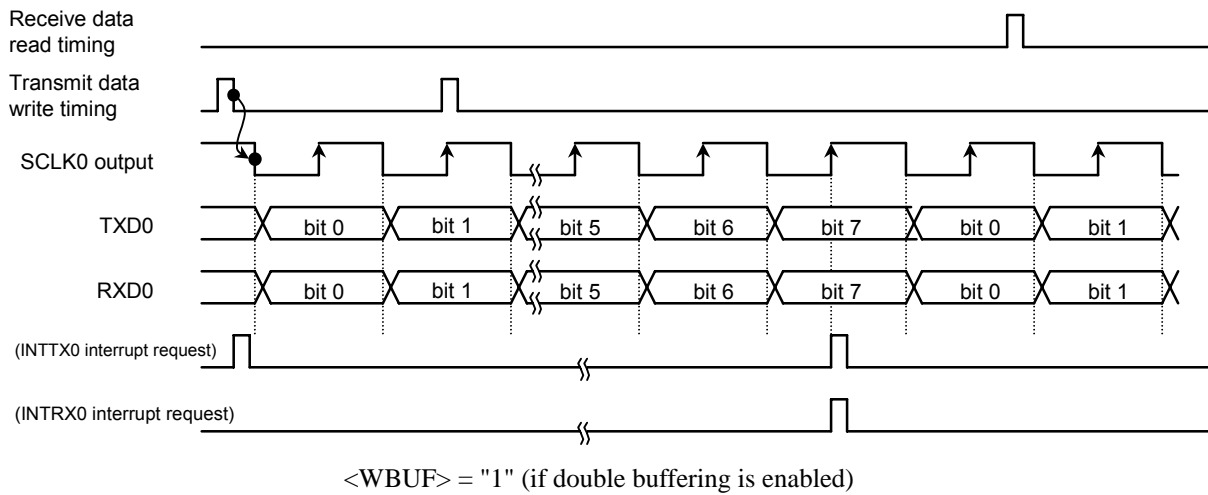 Receive data
read timing
Transmit data
write timing
SCLK0 output
TXD0
bit 0 bit 1 bit 5 bit 6 bit 7 bit 0 bit 1
RXD0
bit 0 bit 1 bit 5 bit 6 bit 7 bit 0 bit 1
(INTTX0 interrupt request)
(INTRX0 interrupt request)
<WBUF> = "1" (if double buffering is enabled)